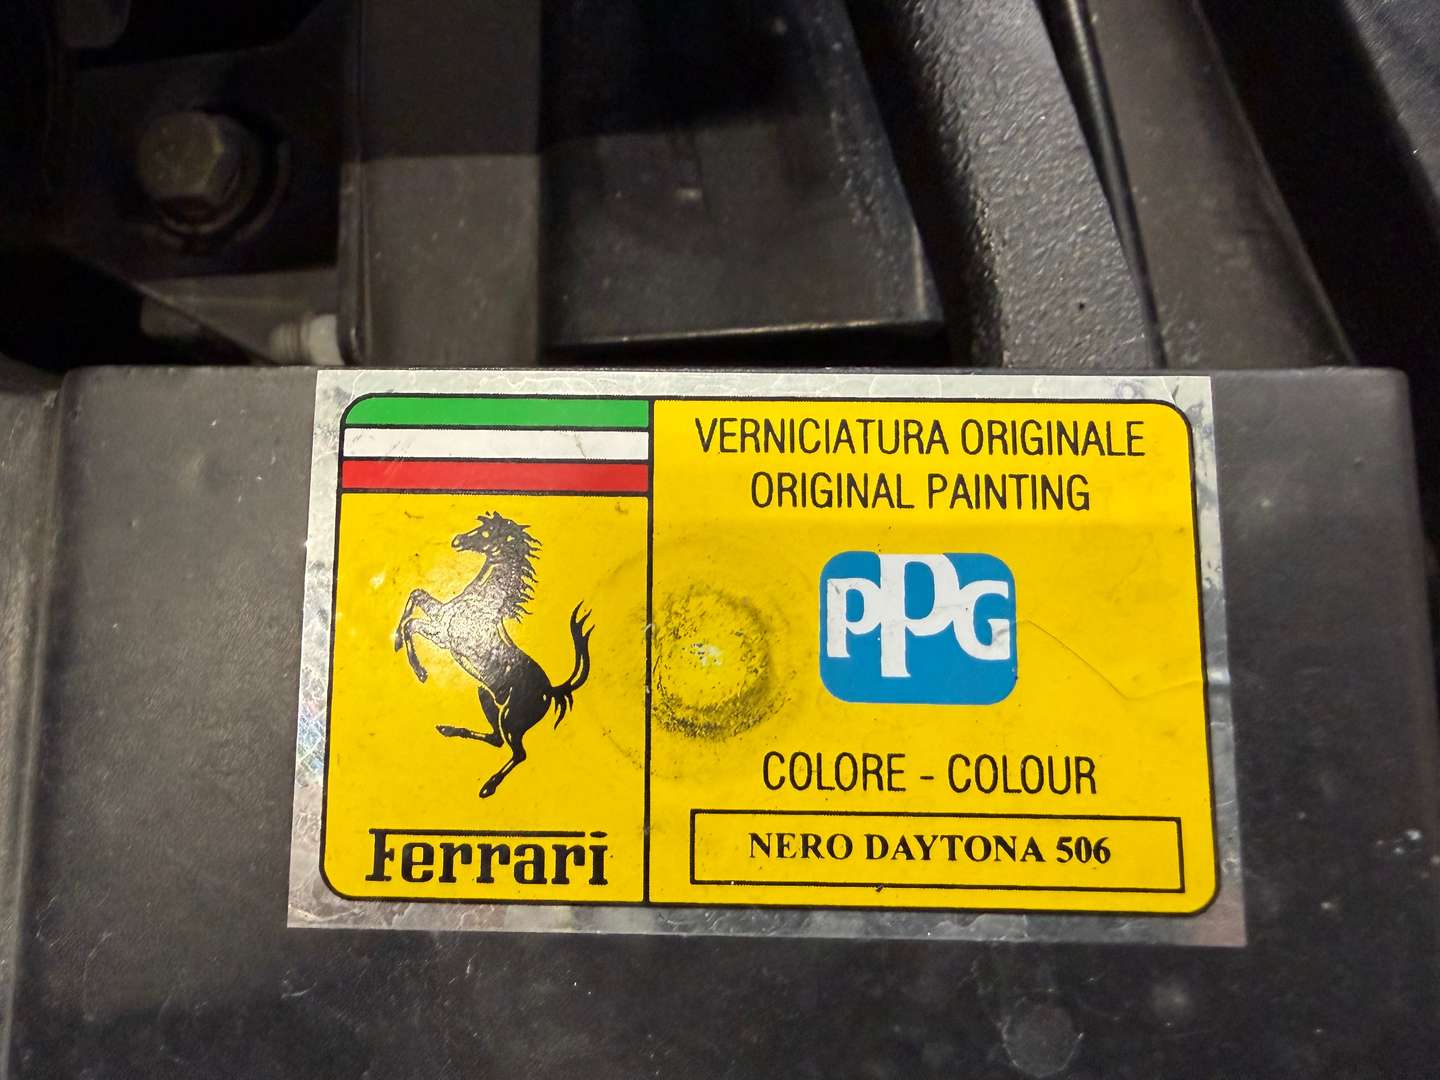 VERNICIATURA ORIGINALE
ORIGINAL PAINTING
PPG
COLORE - COLOUR
NERO DAYTONA 506
Ferrari